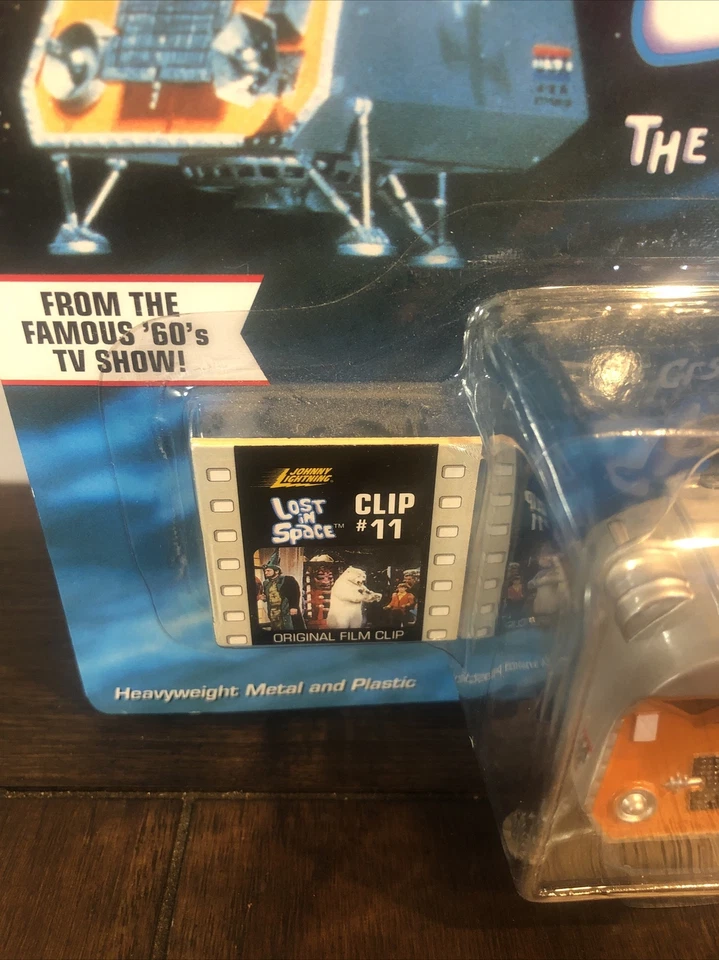 THE
FROM THE
FAMOUS '60's
TV SHOW!
JOHNNY
LIGHTNING
LOST
IN
SPACE™
CLIP
#11
ORIGINAL FILM CLIP
Heavyweight Metal and Plastic